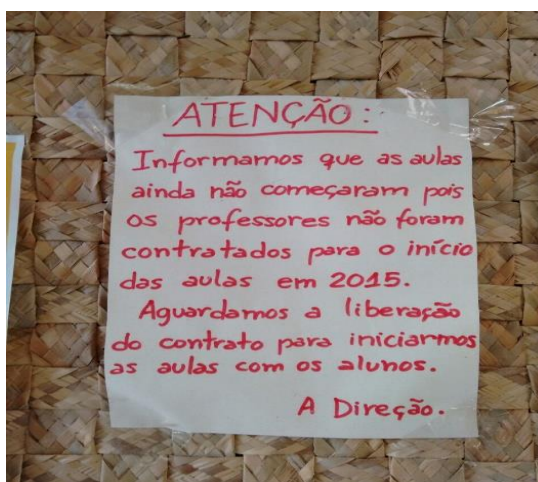 ATENÇÃO:
Informamos que as aulas
ainda não começaram pois
os professores não foram
contratados para o início
das aulas em 2015.
Aguardamos a liberação
do contrato para iniciarmos
as aulas com os alunos.
A Direção.